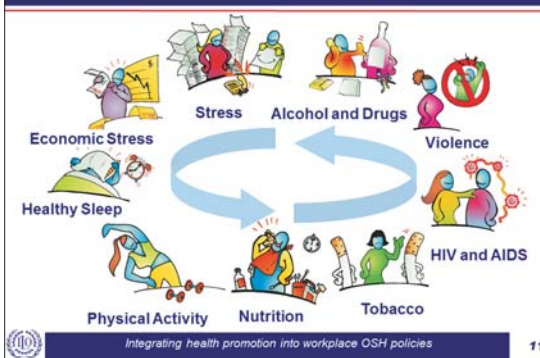 Stress
Alcohol and Drugs
Economic Stress
Violence
Healthy Sleep
HIV and AIDS
Physical Activity
Nutrition
Tobacco
Integrating health promotion into workplace OSH policies
11
$